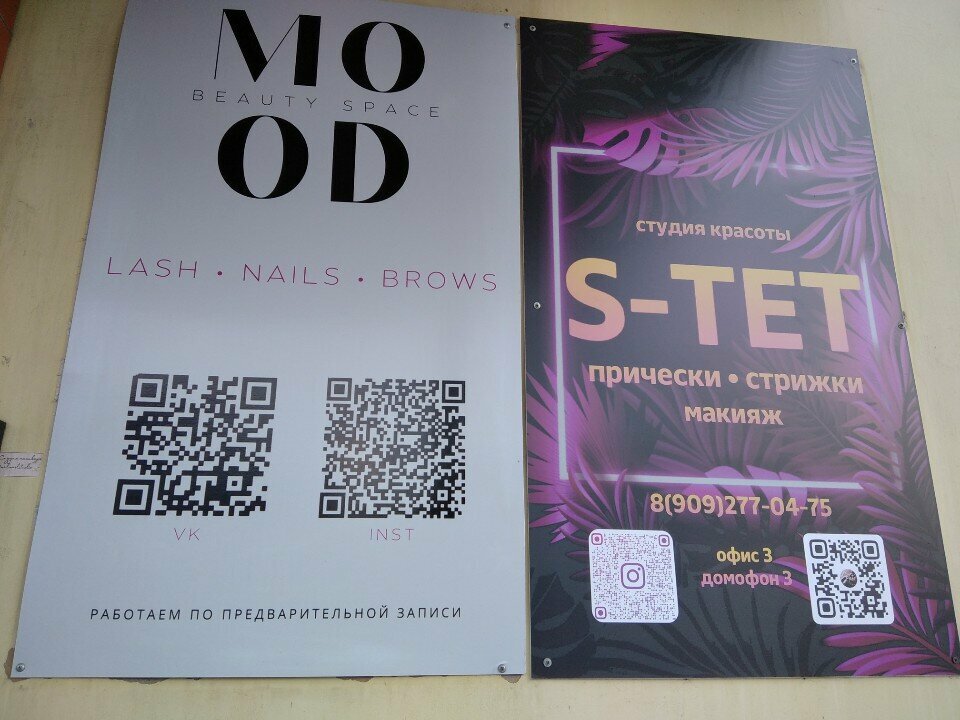 MO
BEAUTY SPACE
OD
LASH • NAILS • BROWS
VK
INST
РАБОТАЕМ ПО ПРЕДВАРИТЕЛЬНОЙ ЗАПИСИ
студия красоты
S-TET
прически • стрижки
макияж
8(909)277-04-75
офис 3
домофон 3